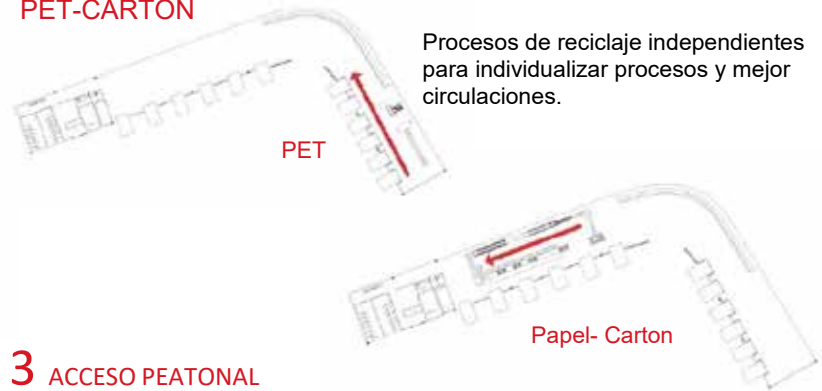 PET-CARTON
Procesos de reciclaje independientes
para individualizar procesos y mejor
circulaciones.
PET
Papel- Carton
3 ACCESO PEATONAL